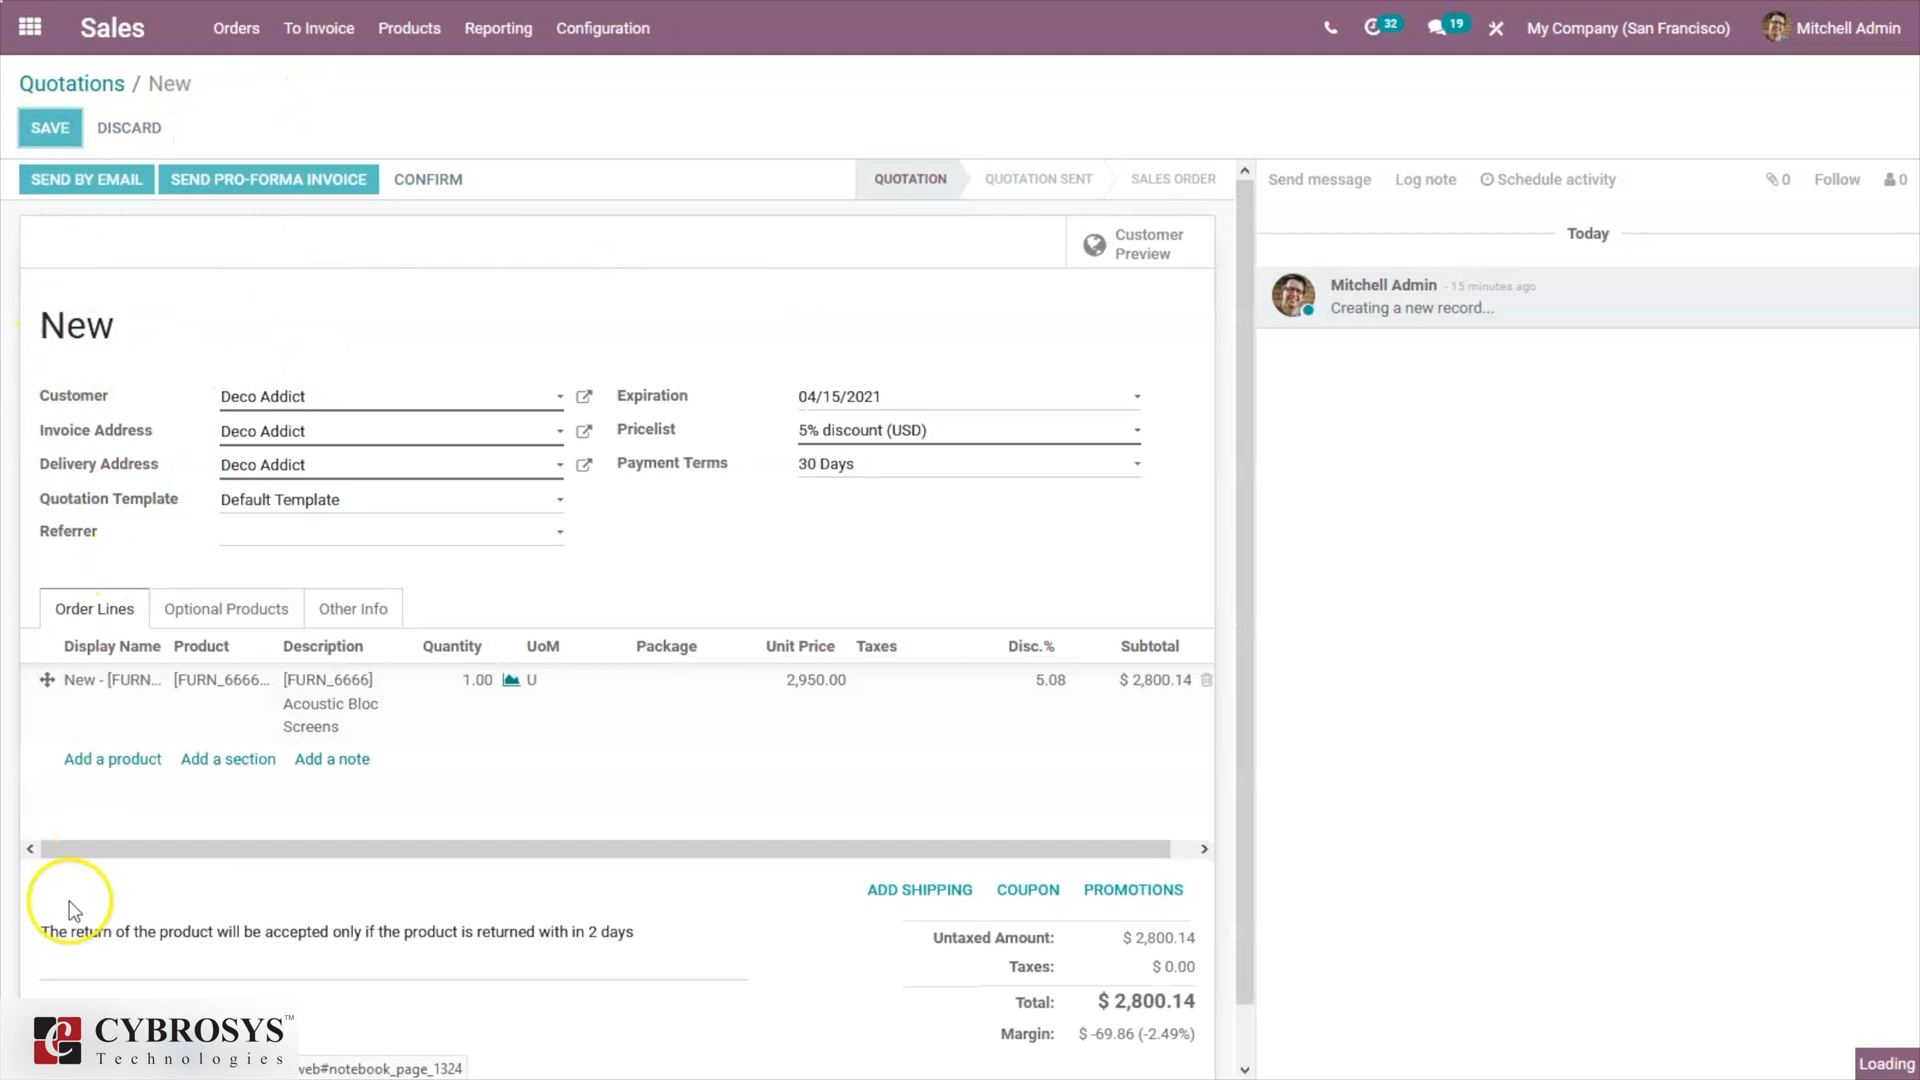 Sales
Orders
To Invoice
Products
Reporting
Configuration
32
19
My Company (San Francisco)
Mitchell Admin
Quotations / New
SAVE
DISCARD
SEND BY EMAIL
SEND PRO-FORMA INVOICE
CONFIRM
QUOTATION
QUOTATION SENT
SALES ORDER
Send message
Log note
Schedule activity
0
Follow
0
Customer
Preview
Today
Mitchell Admin - 15 minutes ago
Creating a new record...
New
Customer
Deco Addict
Expiration
04/15/2021
Invoice Address
Deco Addict
Pricelist
5% discount (USD)
Delivery Address
Deco Addict
Payment Terms
30 Days
Quotation Template
Default Template
Referrer
Order Lines
Optional Products
Other Info
Display Name
Product
Description
Quantity
UoM
Package
Unit Price
Taxes
Disc.%
Subtotal
New - [FURN...
[FURN_6666...
[FURN_6666]
Acoustic Bloc
Screens
1.00
U
2,950.00
5.08
$ 2,800.14
Add a product
Add a section
Add a note
ADD SHIPPING
COUPON
PROMOTIONS
The return of the product will be accepted only if the product is returned with in 2 days
Untaxed Amount: $ 2,800.14
Taxes: $ 0.00
Total: $ 2,800.14
Margin: $ -69.86 (-2.49%)
CYBROSYS™
Technologies
web#notebook_page_1324
Loading